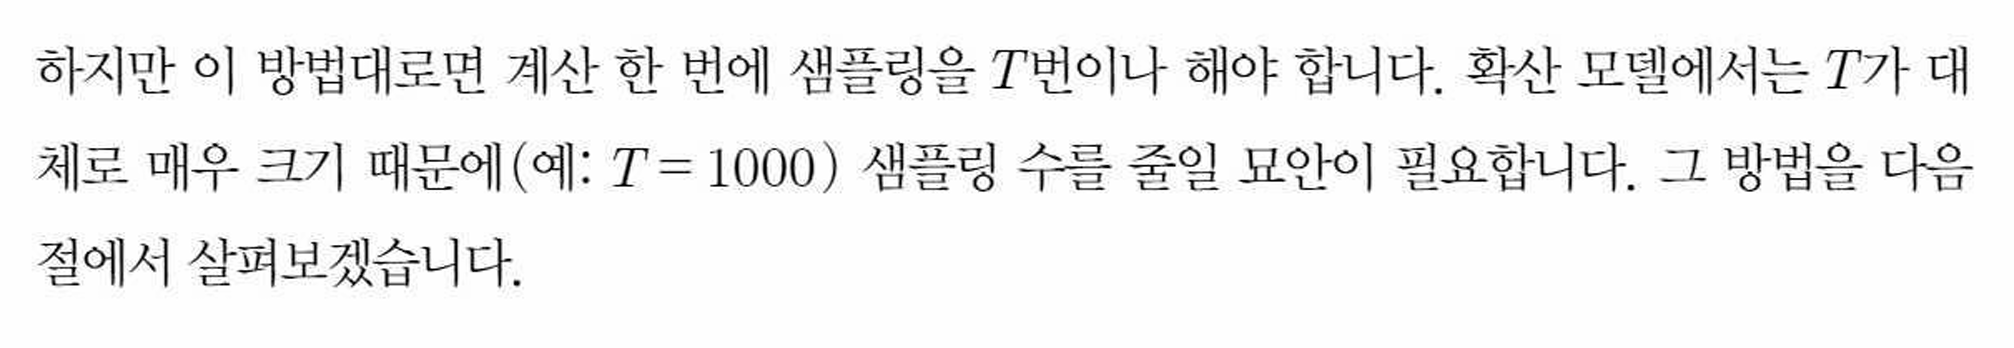 하지만 이 방법대로면 계산 한 번에 샘플링을 T번이나 해야 합니다. 확산 모델에서는 T가 대
체로 매우 크기 때문에(예: T = 1000) 샘플링 수를 줄일 묘안이 필요합니다. 그 방법을 다음
절에서 살펴보겠습니다.